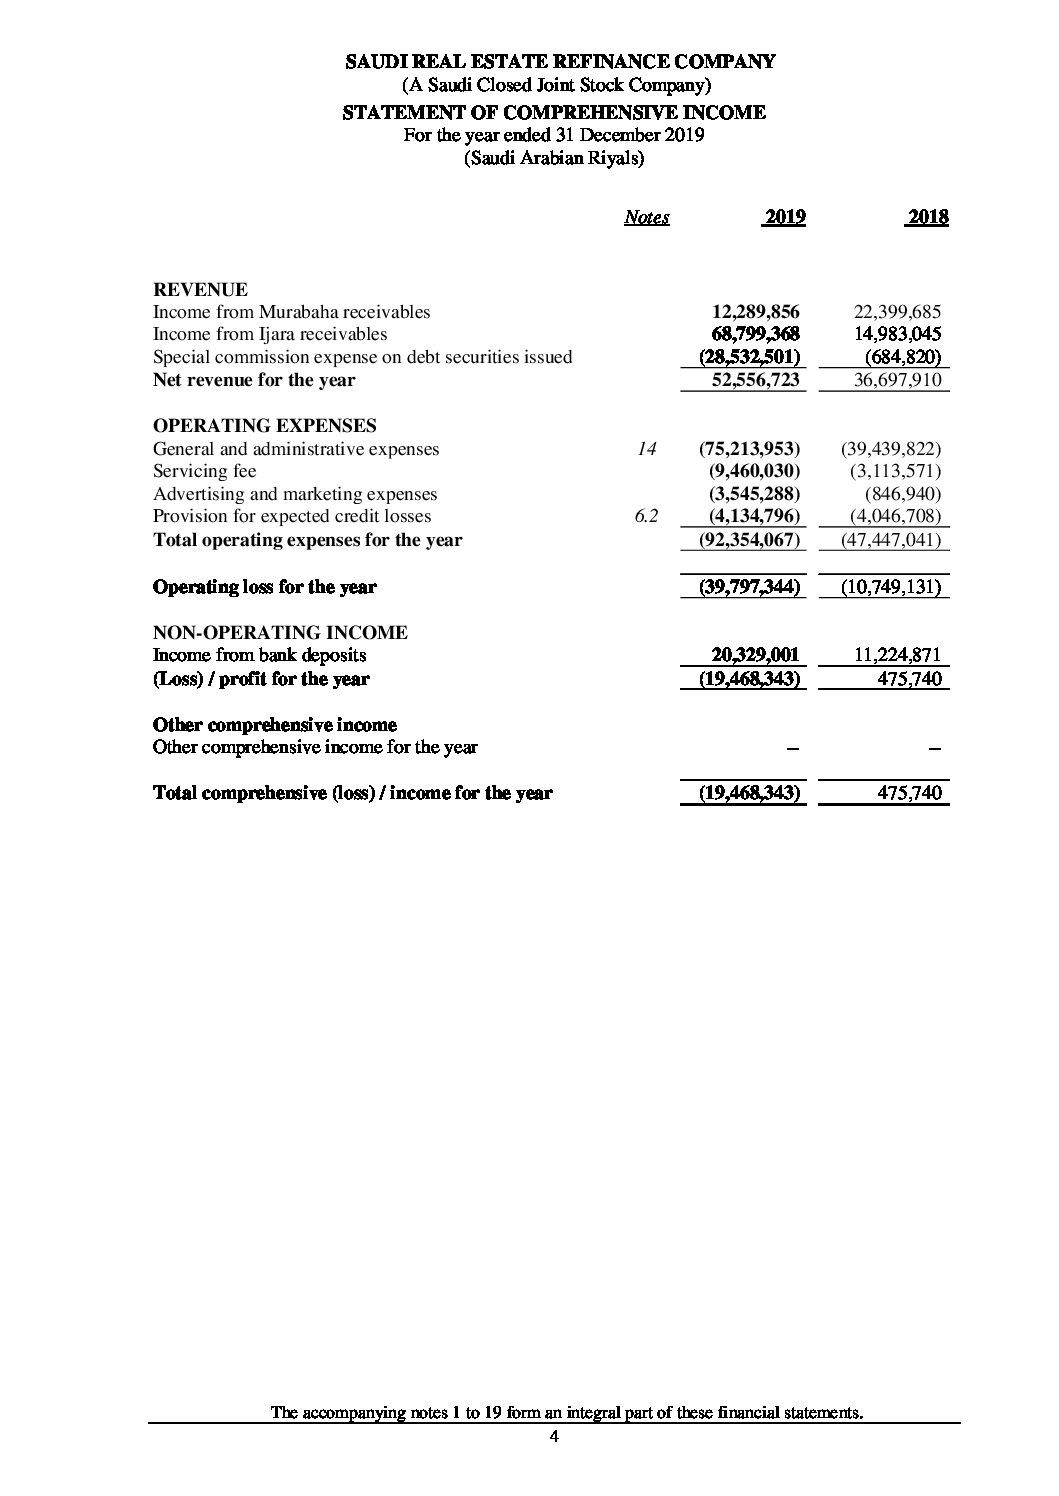 SAUDI REAL ESTATE REFINANCE COMPANY
(A Saudi Closed Joint Stock Company)
STATEMENT OF COMPREHENSIVE INCOME
For the year ended 31 December 2019
(Saudi Arabian Riyals)
Notes 2019 2018
REVENUE
Income from Murabaha receivables 12,289,856 22,399,685
Income from Ijara receivables 68,799,368 14,983,045
Special commission expense on debt securities issued (28,532,501) (684,820)
Net revenue for the year 52,556,723 36,697,910
OPERATING EXPENSES
General and administrative expenses 14 (75,213,953) (39,439,822)
Servicing fee (9,460,030) (3,113,571)
Advertising and marketing expenses (3,545,288) (846,940)
Provision for expected credit losses 6.2 (4,134,796) (4,046,708)
Total operating expenses for the year (92,354,067) (47,447,041)
Operating loss for the year (39,797,344) (10,749,131)
NON-OPERATING INCOME
Income from bank deposits 20,329,001 11,224,871
(Loss) / profit for the year (19,468,343) 475,740
Other comprehensive income
Other comprehensive income for the year – –
Total comprehensive (loss) / income for the year (19,468,343) 475,740
The accompanying notes 1 to 19 form an integral part of these financial statements.
4